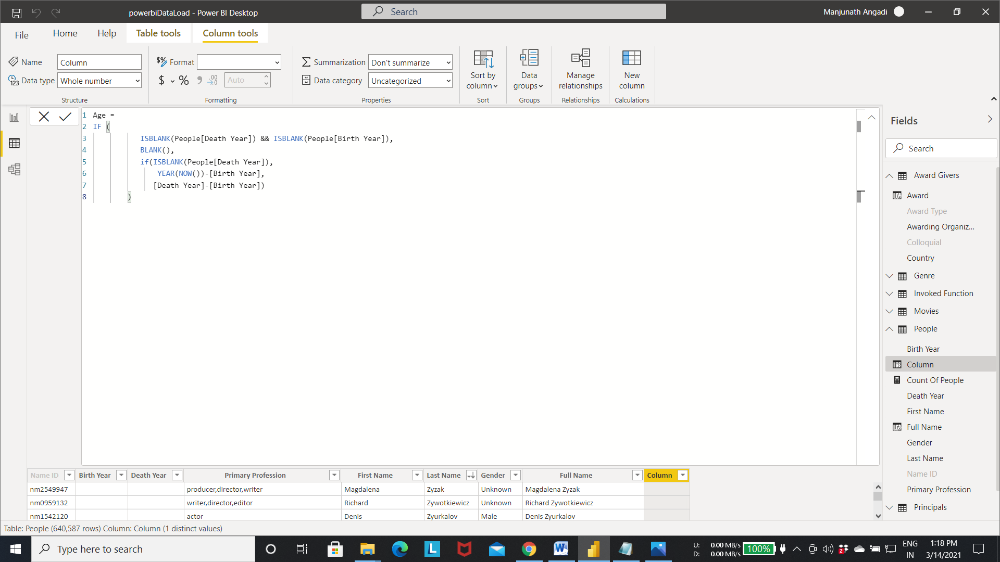 powerbiDataLoad - Power BI Desktop
Search
Manjunath Angadi
File
Home
Help
Table tools
Column tools
Name
Column
Data type
Whole number
Structure
Format
$ % 9 .00
Auto
Formatting
Summarization
Don't summarize
Data category
Uncategorized
Properties
Sort by
column
Sort
Data
groups
Groups
Manage
relationships
Relationships
New
column
Calculations
1 Age =
2 IF (
3 ISBLANK(People[Death Year]) && ISBLANK(People[Birth Year]),
4 BLANK(),
5 if(ISBLANK(People[Death Year]),
6 YEAR(NOW())-[Birth Year],
7 [Death Year]-[Birth Year])
8 )
Fields
Search
Award Givers
Award
Award Type
Awarding Organiz...
Colloquial
Country
Genre
Invoked Function
Movies
People
Birth Year
Column
Count Of People
Death Year
First Name
Full Name
Gender
Last Name
Name ID
Primary Profession
Principals
Name ID Birth Year Death Year Primary Profession First Name Last Name Gender Full Name Column
nm2549947 producer,director,writer Magdalena Zyzak Unknown Magdalena Zyzak
nm0959132 writer,director,editor Richard Zywotkiewicz Unknown Richard Zywotkiewicz
nm1542120 actor Denis Zyurkalov Male Denis Zyurkalov
Table: People (640,587 rows) Column: Column (1 distinct values)
Type here to search
U: 0.00 MB/s
D: 0.00 MB/s
100%
2
ENG
IN
1:18 PM
3/14/2021